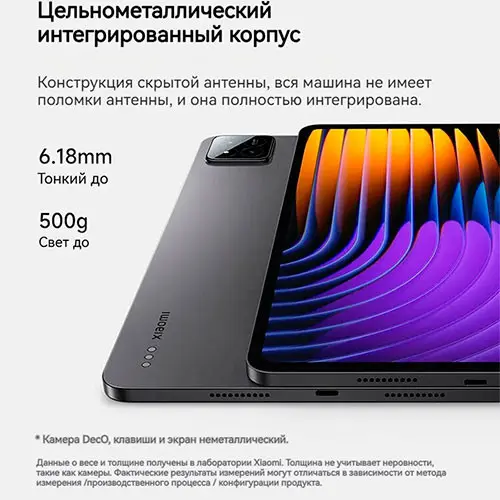 Цельнометаллический
интегрированный корпус
Конструкция скрытой антенны, вся машина не имеет
поломки антенны, и она полностью интегрирована.
6.18mm
Тонкий до
500g
Свет до
xiaomi
* Камера DecO, клавиши и экран неметаллический.
Данные о весе и толщине получены в лаборатории Xiaomi. Толщина не учитывает неровности,
такие как камеры. Фактические результаты измерений могут отличаться в зависимости от метода
измерения /производственного процесса / конфигурации продукта.